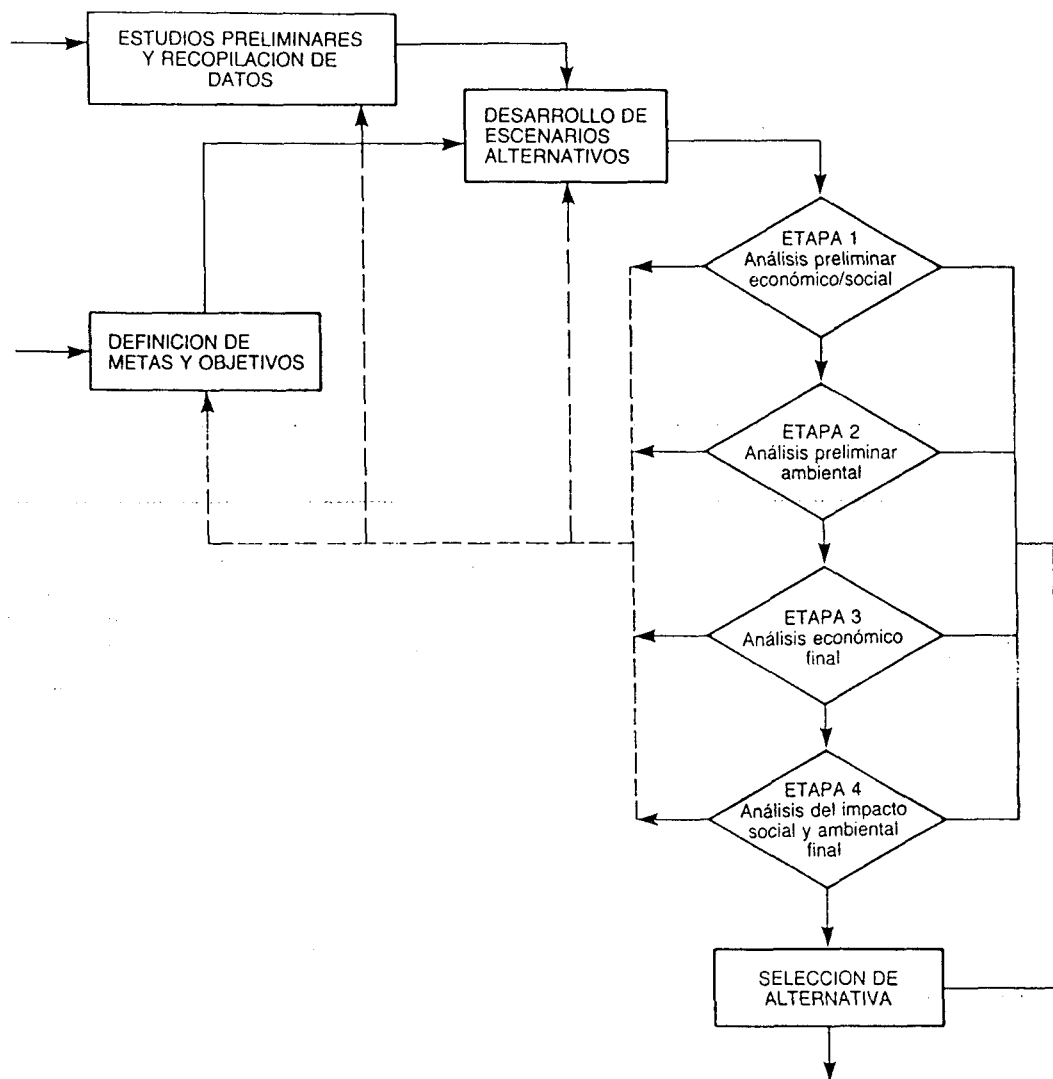 ESTUDIOS PRELIMINARES
Y RECOPILACION DE
DATOS
DESARROLLO DE
ESCENARIOS
ALTERNATIVOS
ETAPA 1
Análisis preliminar
económico/social
DEFINICION DE
METAS Y OBJETIVOS
ETAPA 2
Análisis preliminar
ambiental
ETAPA 3
Análisis económico
final
ETAPA 4
Análisis del impacto
social y ambiental
final
SELECCION DE
ALTERNATIVA